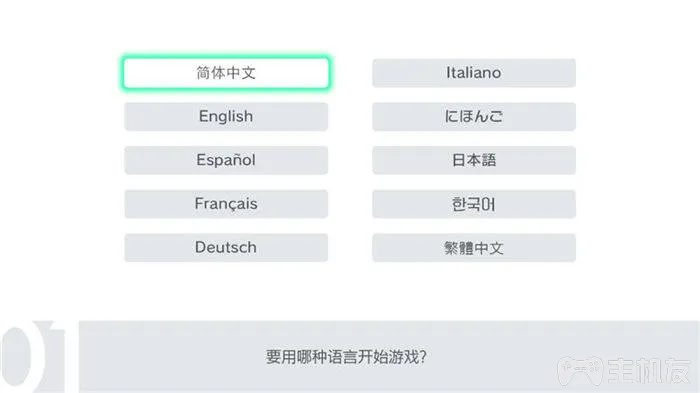 简体中文
English
Español
Français
Deutsch
Italiano
にほんご
日本語
한국어
繁體中文
01
要用哪种语言开始游戏?
主机友